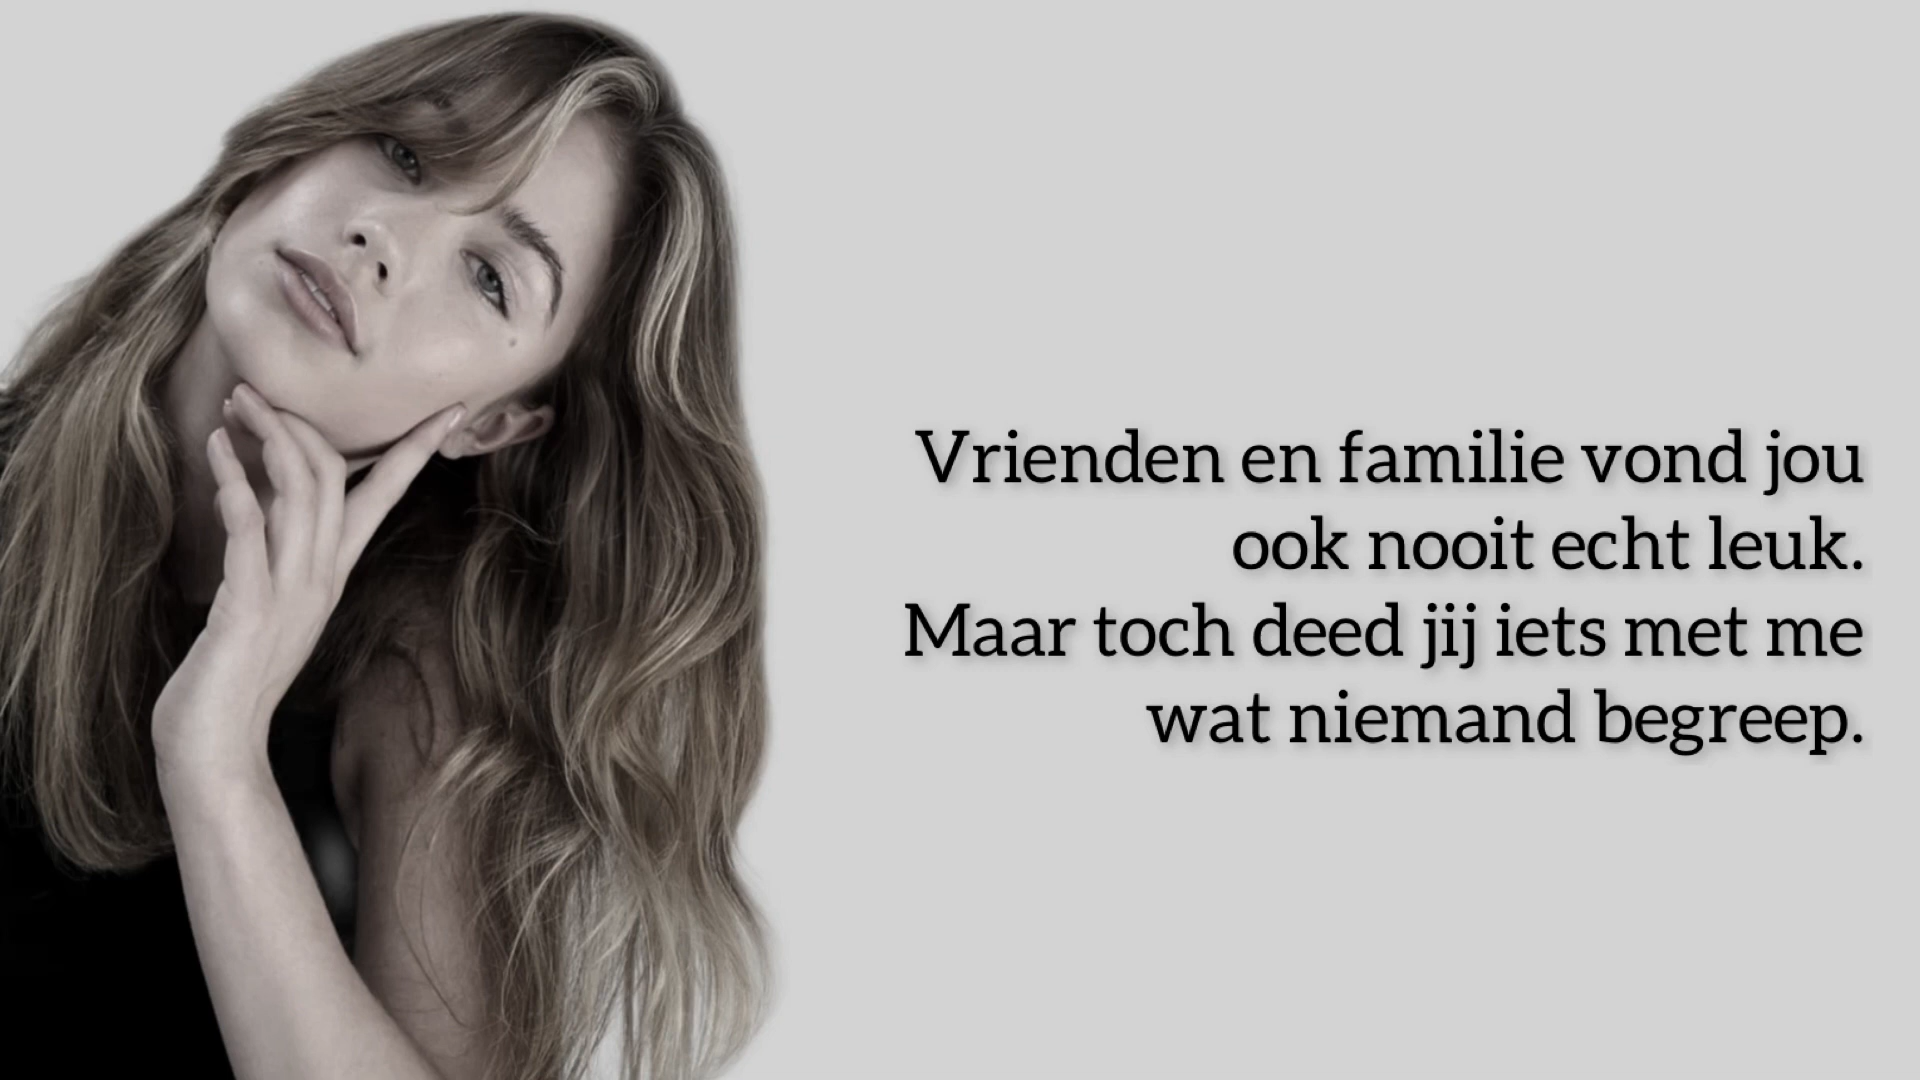 Vrienden en familie vond jou
ook nooit echt leuk.
Maar toch deed jij iets met me
wat niemand begreep.